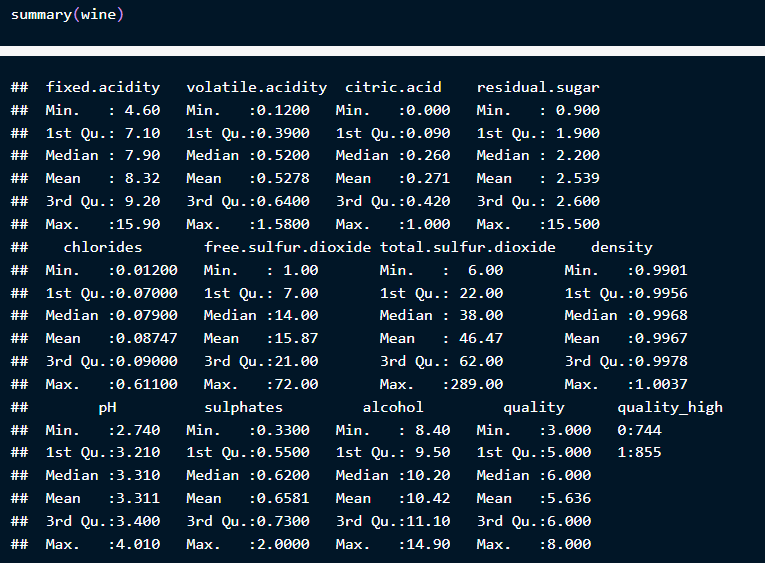 summary(wine)
##  fixed.acidity   volatile.acidity  citric.acid    residual.sugar
##  Min.   : 4.60   Min.   :0.1200   Min.   :0.000   Min.   : 0.900
##  1st Qu.: 7.10   1st Qu.:0.3900   1st Qu.:0.090   1st Qu.: 1.900
##  Median : 7.90   Median :0.5200   Median :0.260   Median : 2.200
##  Mean   : 8.32   Mean   :0.5278   Mean   :0.271   Mean   : 2.539
##  3rd Qu.: 9.20   3rd Qu.:0.6400   3rd Qu.:0.420   3rd Qu.: 2.600
##  Max.   :15.90   Max.   :1.5800   Max.   :1.000   Max.   :15.500
##    chlorides       free.sulfur.dioxide total.sulfur.dioxide    density
##  Min.   :0.01200   Min.   : 1.00       Min.   :  6.00       Min.   :0.9901
##  1st Qu.:0.07000   1st Qu.: 7.00       1st Qu.: 22.00       1st Qu.:0.9956
##  Median :0.07900   Median :14.00       Median : 38.00       Median :0.9968
##  Mean   :0.08747   Mean   :15.87       Mean   : 46.47       Mean   :0.9967
##  3rd Qu.:0.09000   3rd Qu.:21.00       3rd Qu.: 62.00       3rd Qu.:0.9978
##  Max.   :0.61100   Max.   :72.00       Max.   :289.00       Max.   :1.0037
##        pH          sulphates         alcohol         quality      quality_high
##  Min.   :2.740   Min.   :0.3300   Min.   : 8.40   Min.   :3.000   0:744
##  1st Qu.:3.210   1st Qu.:0.5500   1st Qu.: 9.50   1st Qu.:5.000   1:855
##  Median :3.310   Median :0.6200   Median :10.20   Median :6.000
##  Mean   :3.311   Mean   :0.6581   Mean   :10.42   Mean   :5.636
##  3rd Qu.:3.400   3rd Qu.:0.7300   3rd Qu.:11.10   3rd Qu.:6.000
##  Max.   :4.010   Max.   :2.0000   Max.   :14.90   Max.   :8.000